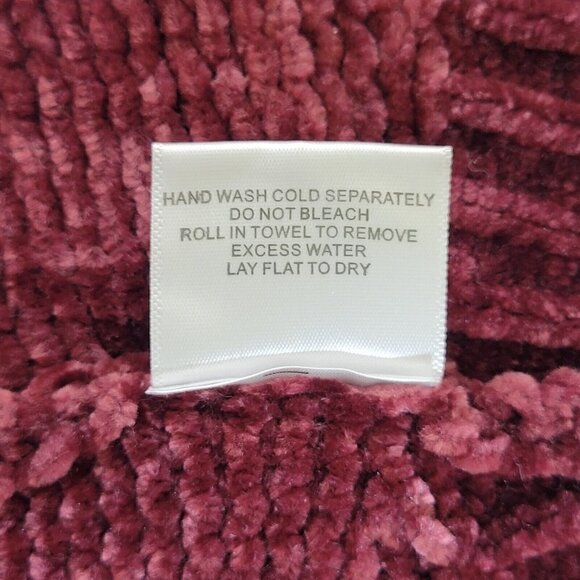 HAND WASH COLD SEPARATELY
DO NOT BLEACH
ROLL IN TOWEL TO REMOVE
EXCESS WATER
LAY FLAT TO DRY